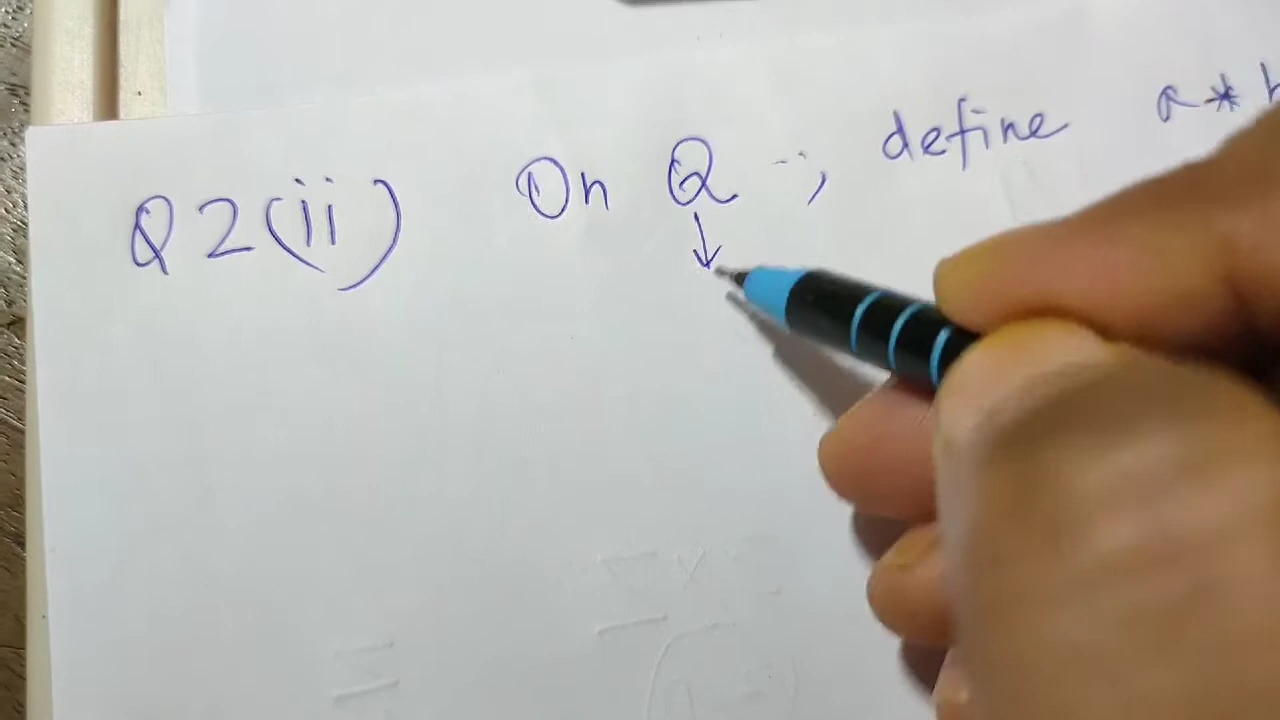 Q2(ii) On Q , define a * b